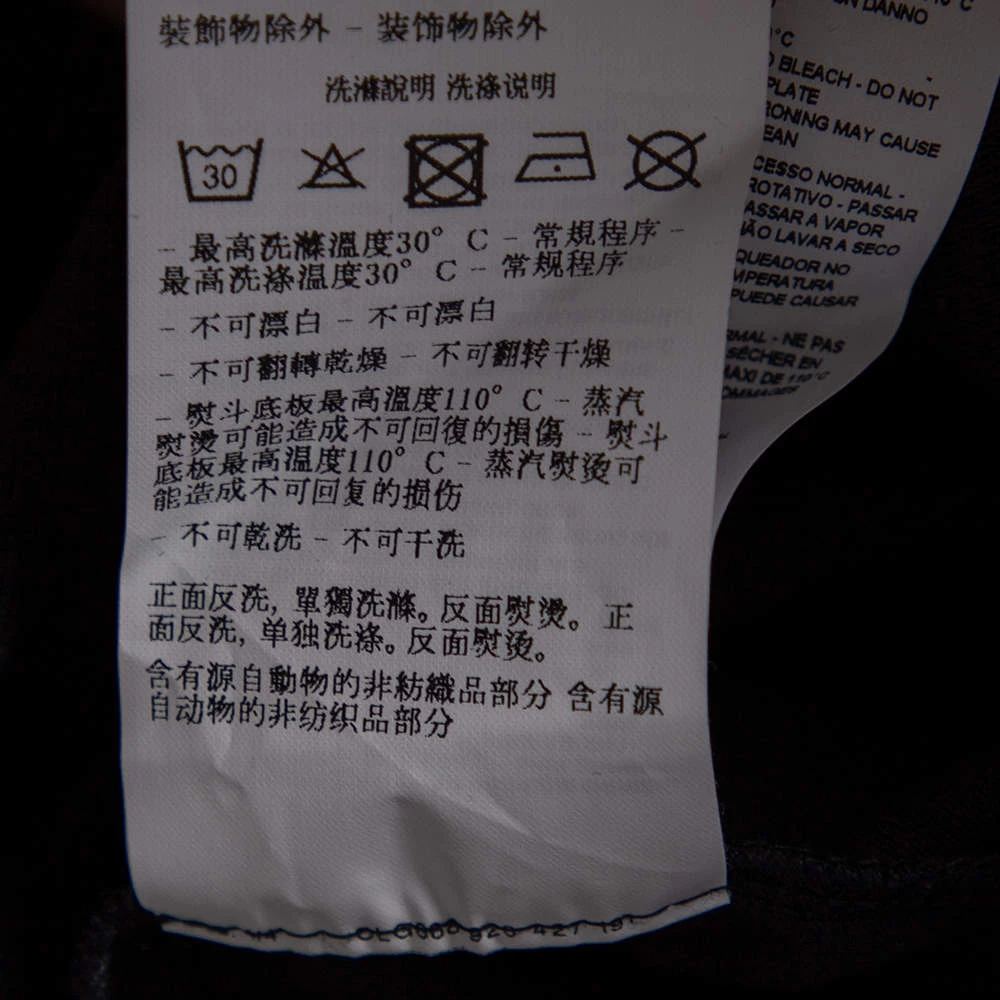 裝飾物除外 - 装饰物除外
洗滌說明 洗涤说明
30
- 最高洗滌溫度30° C - 常規程序 -
最高洗涤温度30° C - 常规程序
- 不可漂白 - 不可漂白
- 不可翻轉乾燥 - 不可翻转干燥
- 熨斗底板最高溫度110° C - 蒸汽
熨燙可能造成不可回復的損傷 - 熨斗
底板最高温度110° C - 蒸汽熨烫可
能造成不可回复的损伤
- 不可乾洗 - 不可干洗
正面反洗, 單獨洗滌。反面熨燙。 正
面反洗, 单独洗涤。反面熨烫。
含有源自動物的非紡織品部分 含有源
自动物的非纺织品部分
DANNO
°C
BLEACH - DO NOT
PLATE
RONING MAY CAUSE
EAN
CESSO NORMAL -
ROTATIVO - PASSAR
ASSAR A VAPOR
ÃO LAVAR A SECO
QUEADOR NO
MPERATURA
PUEDE CAUSAR
RMAL - NE PAS
SÉCHER EN
MAXI DE 110°C
OMMAGES